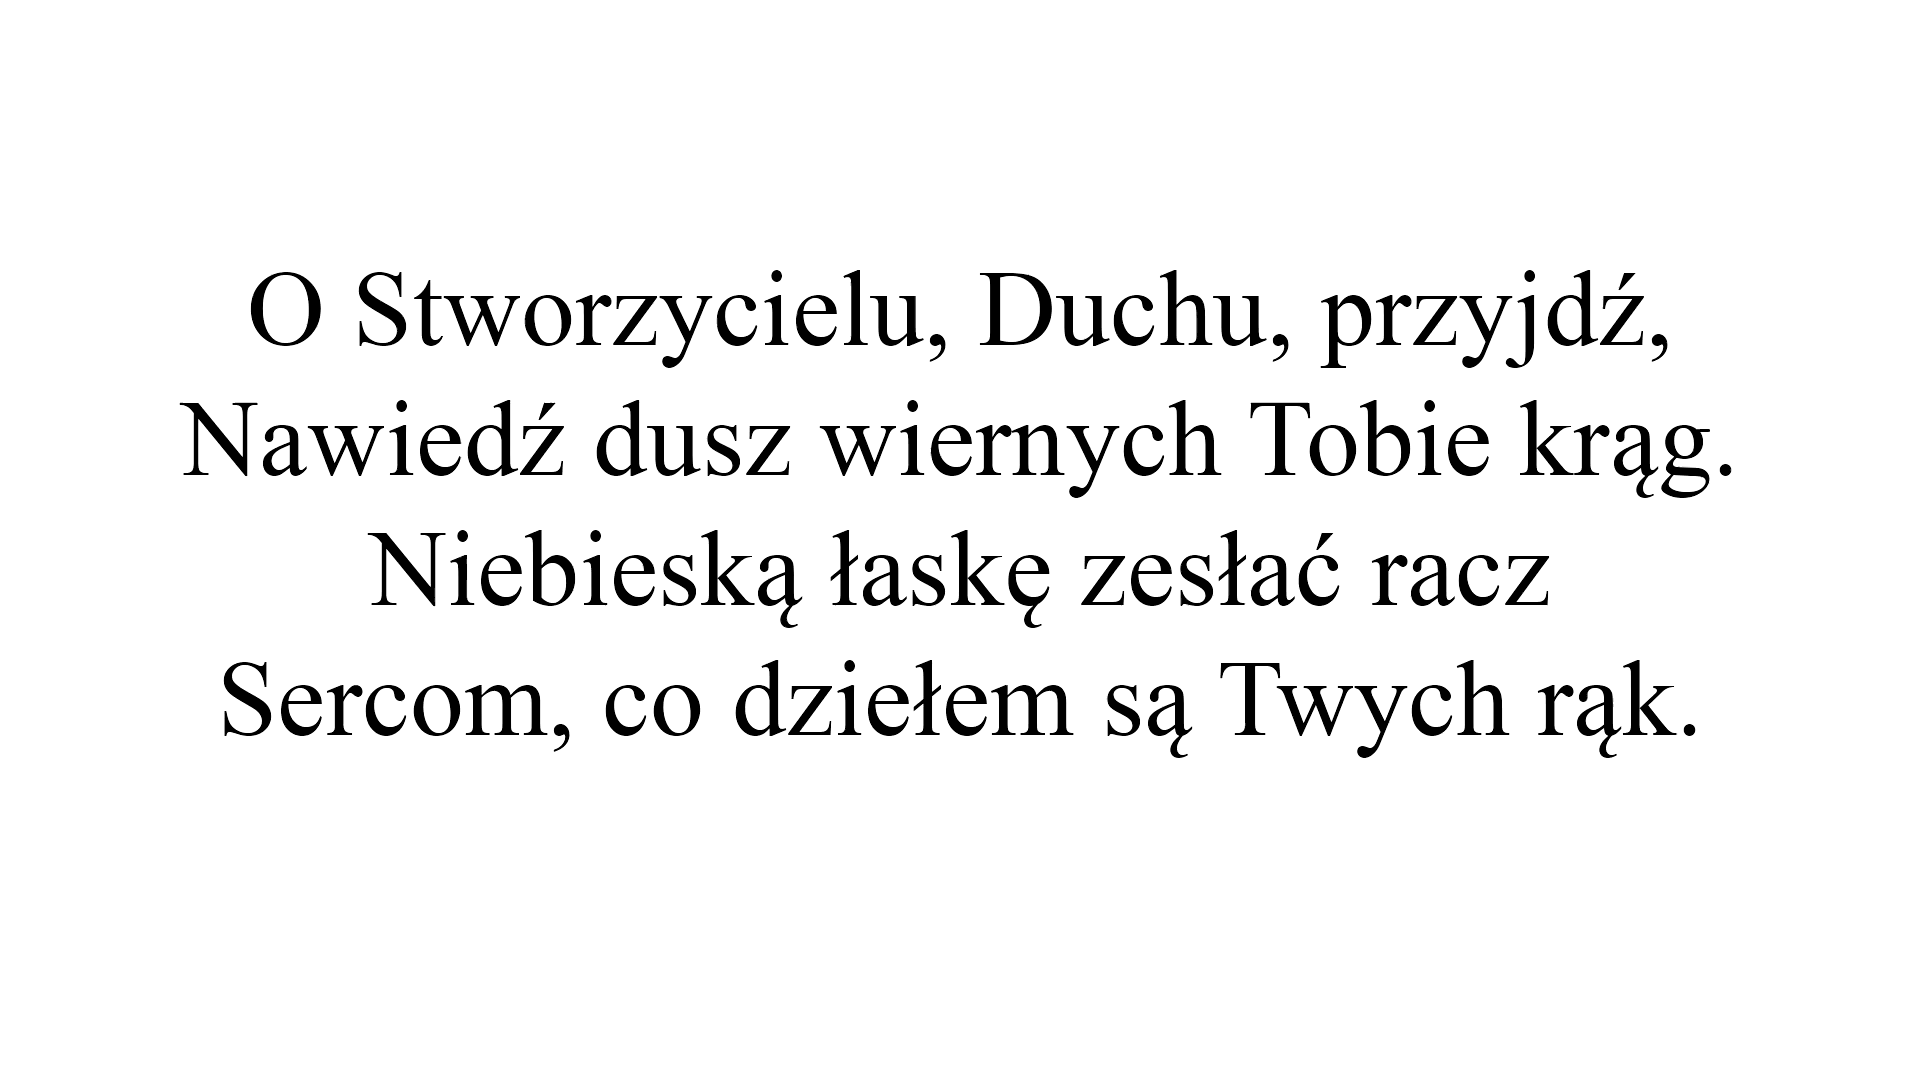 O Stworzycielu, Duchu, przyjdź,
Nawiedź dusz wiernych Tobie krąg.
Niebieską łaskę zesłać racz
Sercom, co dziełem są Twych rąk.